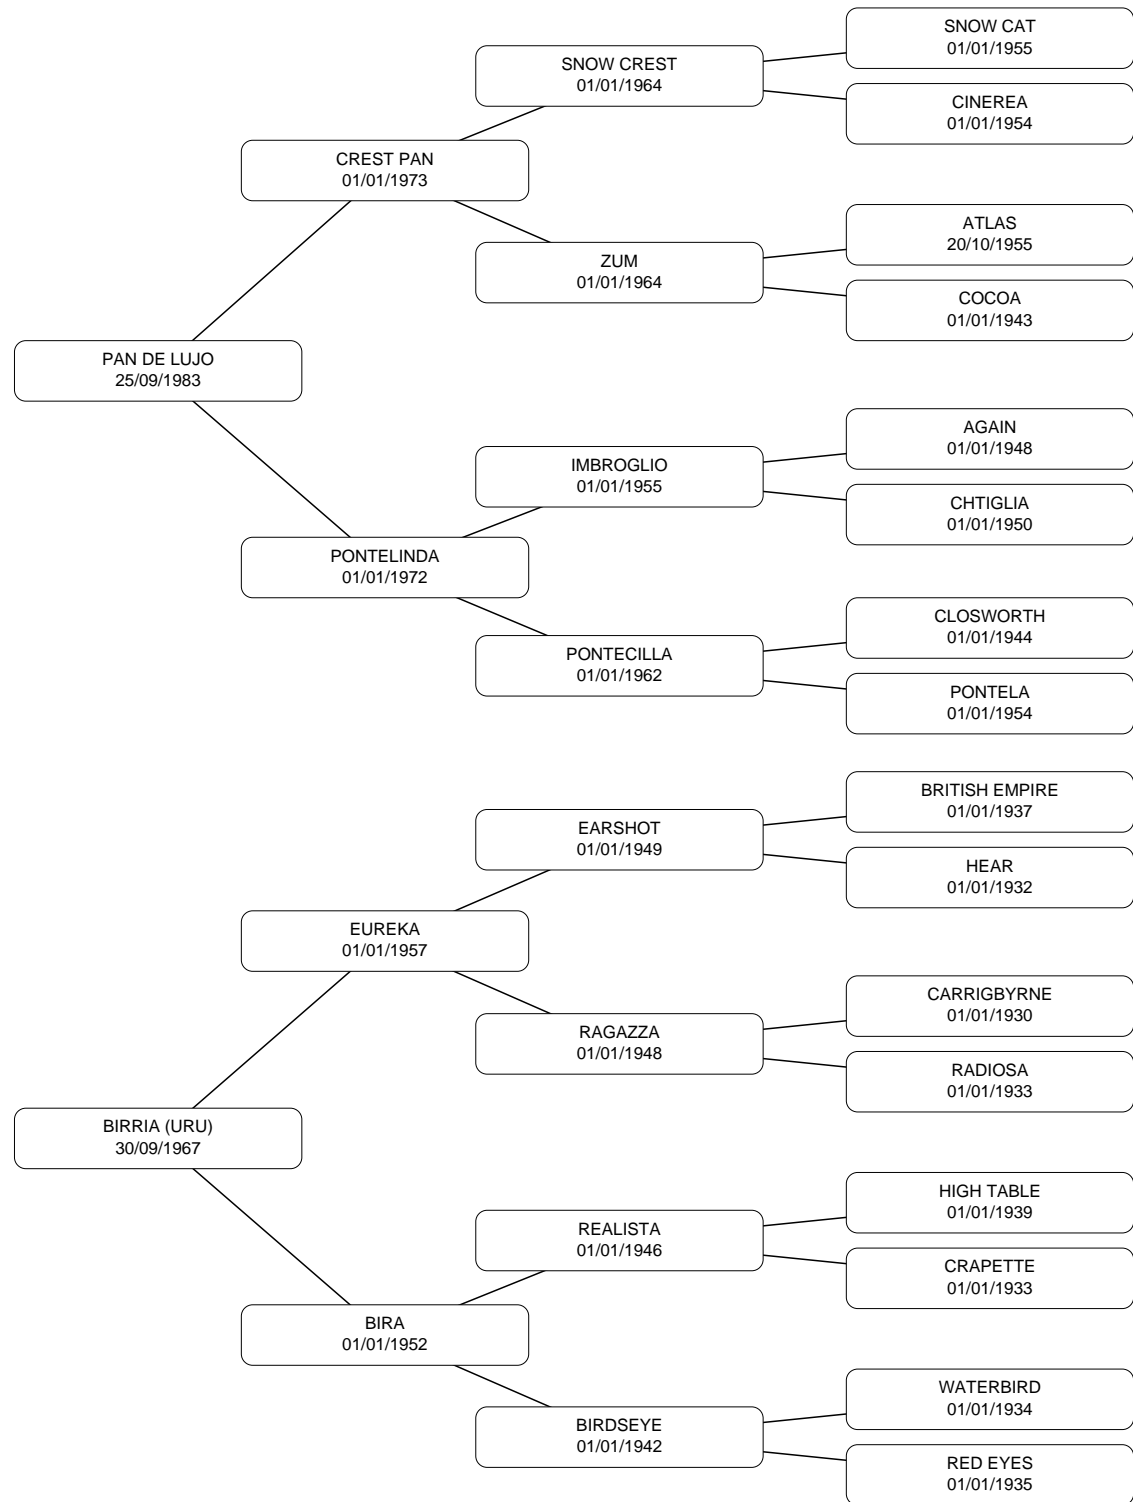 SNOW CAT
01/01/1955
SNOW CREST
01/01/1964
CINEREA
01/01/1954
CREST PAN
01/01/1973
ATLAS
20/10/1955
ZUM
01/01/1964
COCOA
01/01/1943
PAN DE LUJO
25/09/1983
AGAIN
01/01/1948
IMBROGLIO
01/01/1955
CHTIGLIA
01/01/1950
PONTELINDA
01/01/1972
CLOSWORTH
01/01/1944
PONTECILLA
01/01/1962
PONTELA
01/01/1954
BRITISH EMPIRE
01/01/1937
EARSHOT
01/01/1949
HEAR
01/01/1932
EUREKA
01/01/1957
CARRIGBYRNE
01/01/1930
RAGAZZA
01/01/1948
RADIOSA
01/01/1933
BIRRIA (URU)
30/09/1967
HIGH TABLE
01/01/1939
REALISTA
01/01/1946
CRAPETTE
01/01/1933
BIRA
01/01/1952
WATERBIRD
01/01/1934
BIRDSEYE
01/01/1942
RED EYES
01/01/1935